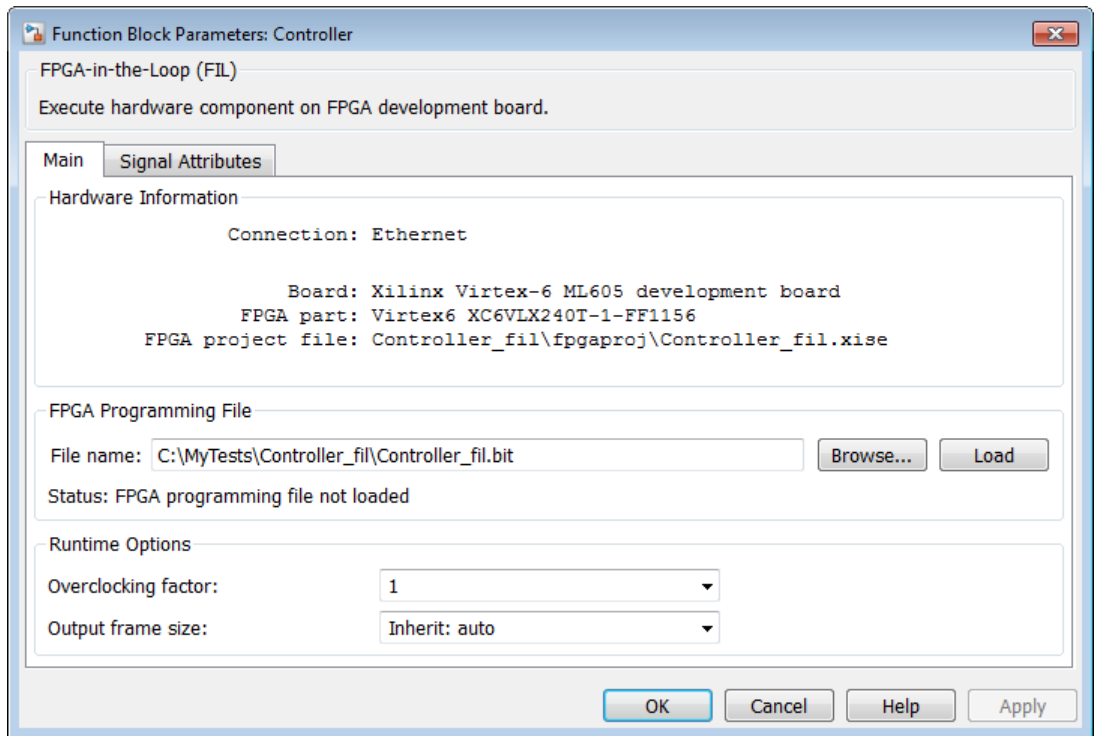 Function Block Parameters: Controller
FPGA-in-the-Loop (FIL)
Execute hardware component on FPGA development board.
Main Signal Attributes
Hardware Information
Connection: Ethernet
Board: Xilinx Virtex-6 ML605 development board
FPGA part: Virtex6 XC6VLX240T-1-FF1156
FPGA project file: Controller_fil\fpgaproj\Controller_fil.xise
FPGA Programming File
File name: C:\MyTests\Controller_fil\Controller_fil.bit Browse... Load
Status: FPGA programming file not loaded
Runtime Options
Overclocking factor: 1
Output frame size: Inherit: auto
OK Cancel Help Apply